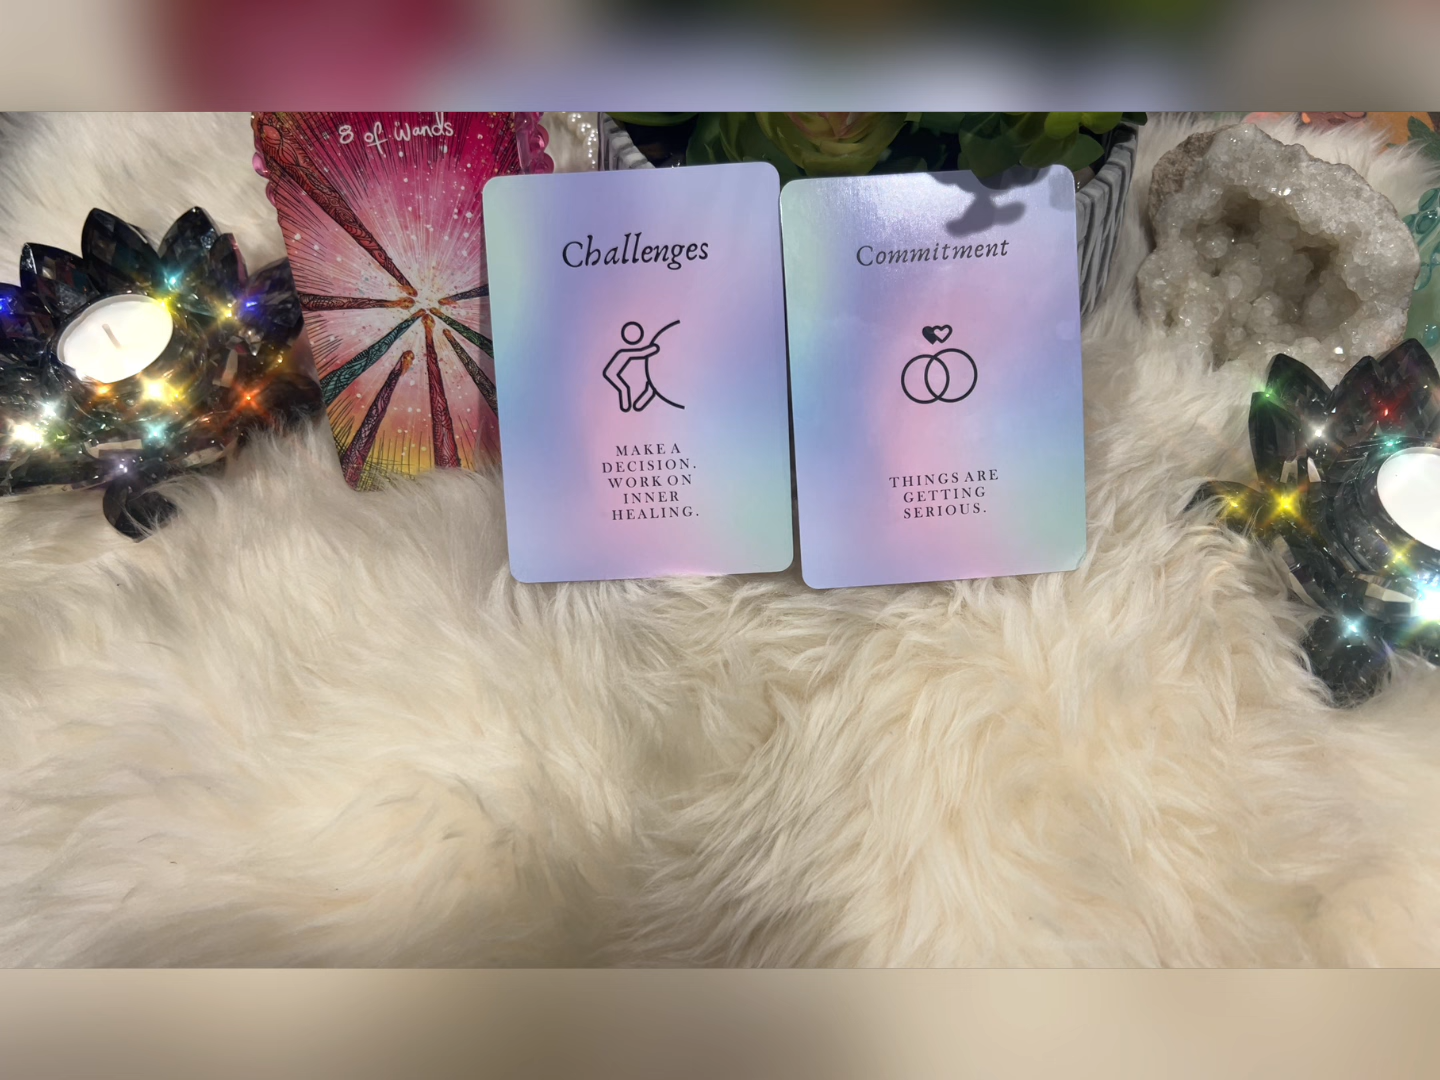 8 of Wands
Challenges
MAKE A
DECISION.
WORK ON
INNER
HEALING.
Commitment
THINGS ARE
GETTING
SERIOUS.